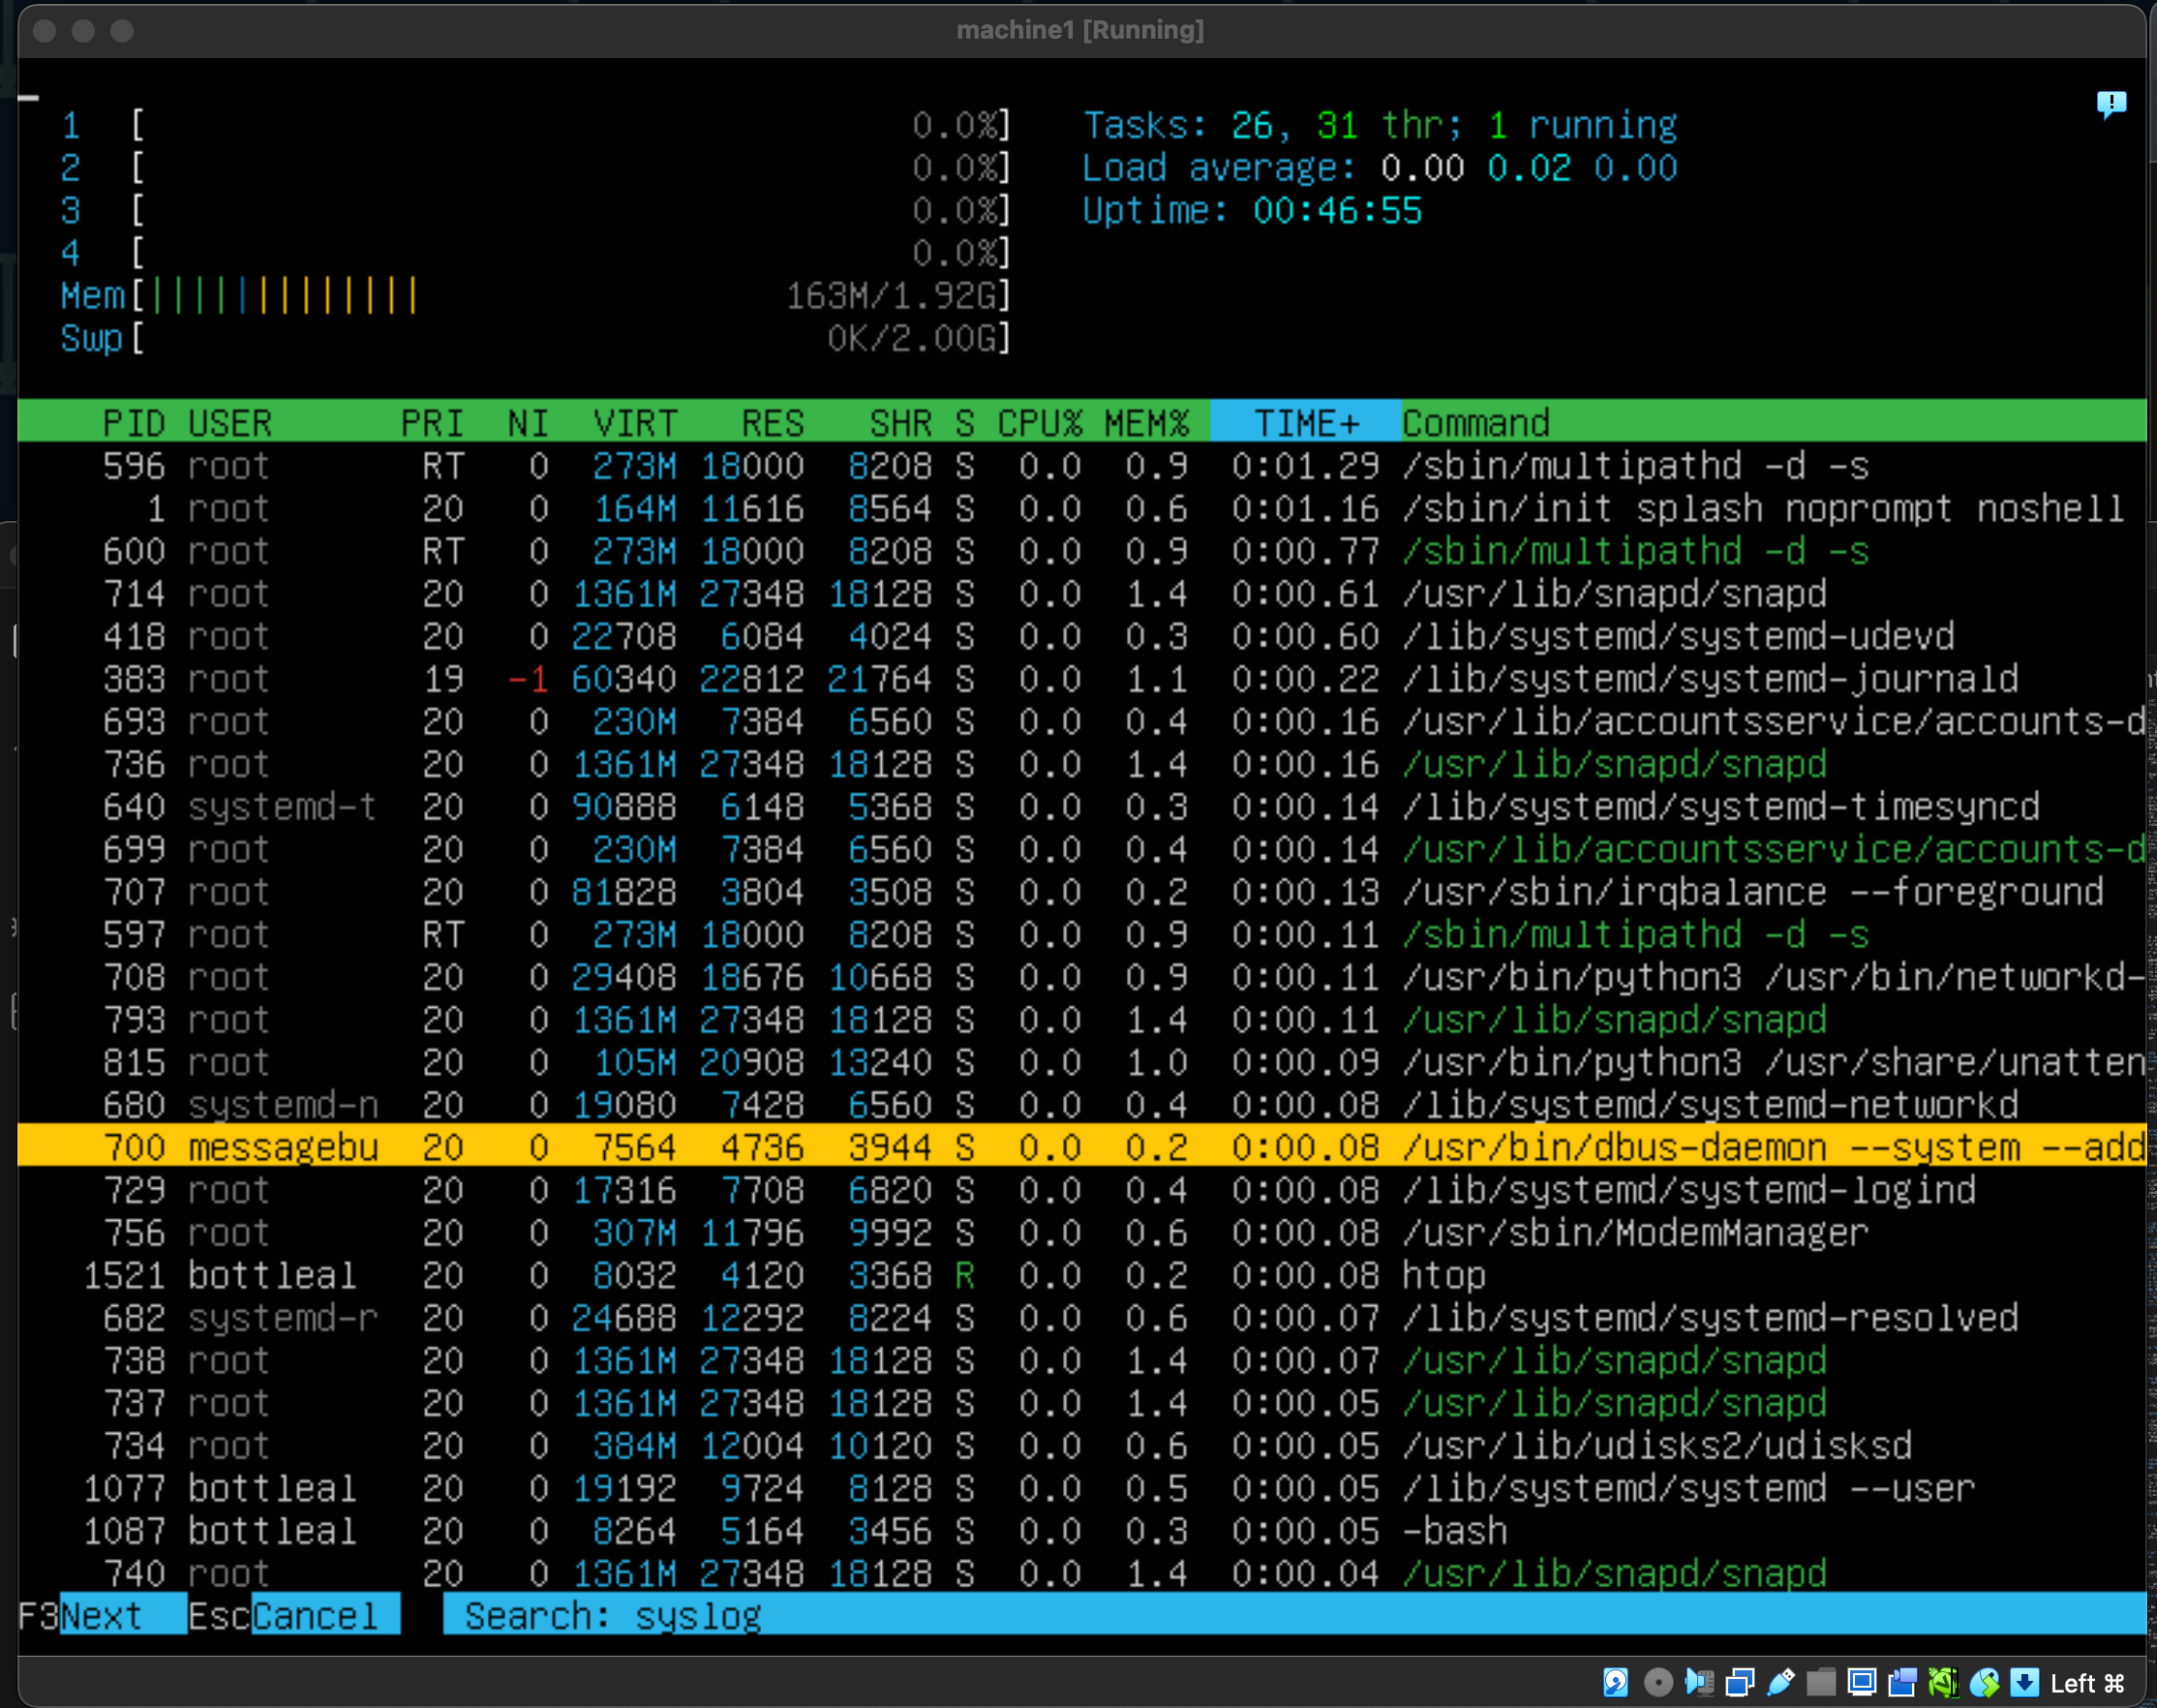 machine1 [Running]
1 [ 0.0%] Tasks: 26, 31 thr; 1 running
2 [ 0.0%] Load average: 0.00 0.02 0.00
3 [ 0.0%] Uptime: 00:46:55
4 [ 0.0%]
Mem[||||||||||||| 163M/1.92G]
Swp[ 0K/2.00G]
PID USER PRI NI VIRT RES SHR S CPU% MEM% TIME+ Command
596 root RT 0 273M 18000 8208 S 0.0 0.9 0:01.29 /sbin/multipathd -d -s
1 root 20 0 164M 11616 8564 S 0.0 0.6 0:01.16 /sbin/init splash noprompt noshell
600 root RT 0 273M 18000 8208 S 0.0 0.9 0:00.77 /sbin/multipathd -d -s
714 root 20 0 1361M 27348 18128 S 0.0 1.4 0:00.61 /usr/lib/snapd/snapd
418 root 20 0 22708 6084 4024 S 0.0 0.3 0:00.60 /lib/systemd/systemd-udevd
383 root 19 -1 60340 22812 21764 S 0.0 1.1 0:00.22 /lib/systemd/systemd-journald
693 root 20 0 230M 7384 6560 S 0.0 0.4 0:00.16 /usr/lib/accountsservice/accounts-d
736 root 20 0 1361M 27348 18128 S 0.0 1.4 0:00.16 /usr/lib/snapd/snapd
640 systemd-t 20 0 90888 6148 5368 S 0.0 0.3 0:00.14 /lib/systemd/systemd-timesyncd
699 root 20 0 230M 7384 6560 S 0.0 0.4 0:00.14 /usr/lib/accountsservice/accounts-d
707 root 20 0 81828 3804 3508 S 0.0 0.2 0:00.13 /usr/sbin/irqbalance --foreground
597 root RT 0 273M 18000 8208 S 0.0 0.9 0:00.11 /sbin/multipathd -d -s
708 root 20 0 29408 18676 10668 S 0.0 0.9 0:00.11 /usr/bin/python3 /usr/bin/networkd-
793 root 20 0 1361M 27348 18128 S 0.0 1.4 0:00.11 /usr/lib/snapd/snapd
815 root 20 0 105M 20908 13240 S 0.0 1.0 0:00.09 /usr/bin/python3 /usr/share/unatten
680 systemd-n 20 0 19080 7428 6560 S 0.0 0.4 0:00.08 /lib/systemd/systemd-networkd
700 messagebu 20 0 7564 4736 3944 S 0.0 0.2 0:00.08 /usr/bin/dbus-daemon --system --add
729 root 20 0 17316 7708 6820 S 0.0 0.4 0:00.08 /lib/systemd/systemd-logind
756 root 20 0 307M 11796 9992 S 0.0 0.6 0:00.08 /usr/sbin/ModemManager
1521 bottleal 20 0 8032 4120 3368 R 0.0 0.2 0:00.08 htop
682 systemd-r 20 0 24688 12292 8224 S 0.0 0.6 0:00.07 /lib/systemd/systemd-resolved
738 root 20 0 1361M 27348 18128 S 0.0 1.4 0:00.07 /usr/lib/snapd/snapd
737 root 20 0 1361M 27348 18128 S 0.0 1.4 0:00.05 /usr/lib/snapd/snapd
734 root 20 0 384M 12004 10120 S 0.0 0.6 0:00.05 /usr/lib/udisks2/udisksd
1077 bottleal 20 0 19192 9724 8128 S 0.0 0.5 0:00.05 /lib/systemd/systemd --user
1087 bottleal 20 0 8264 5164 3456 S 0.0 0.3 0:00.05 -bash
740 root 20 0 1361M 27348 18128 S 0.0 1.4 0:00.04 /usr/lib/snapd/snapd
F3Next EscCancel Search: syslog
Left ⌘